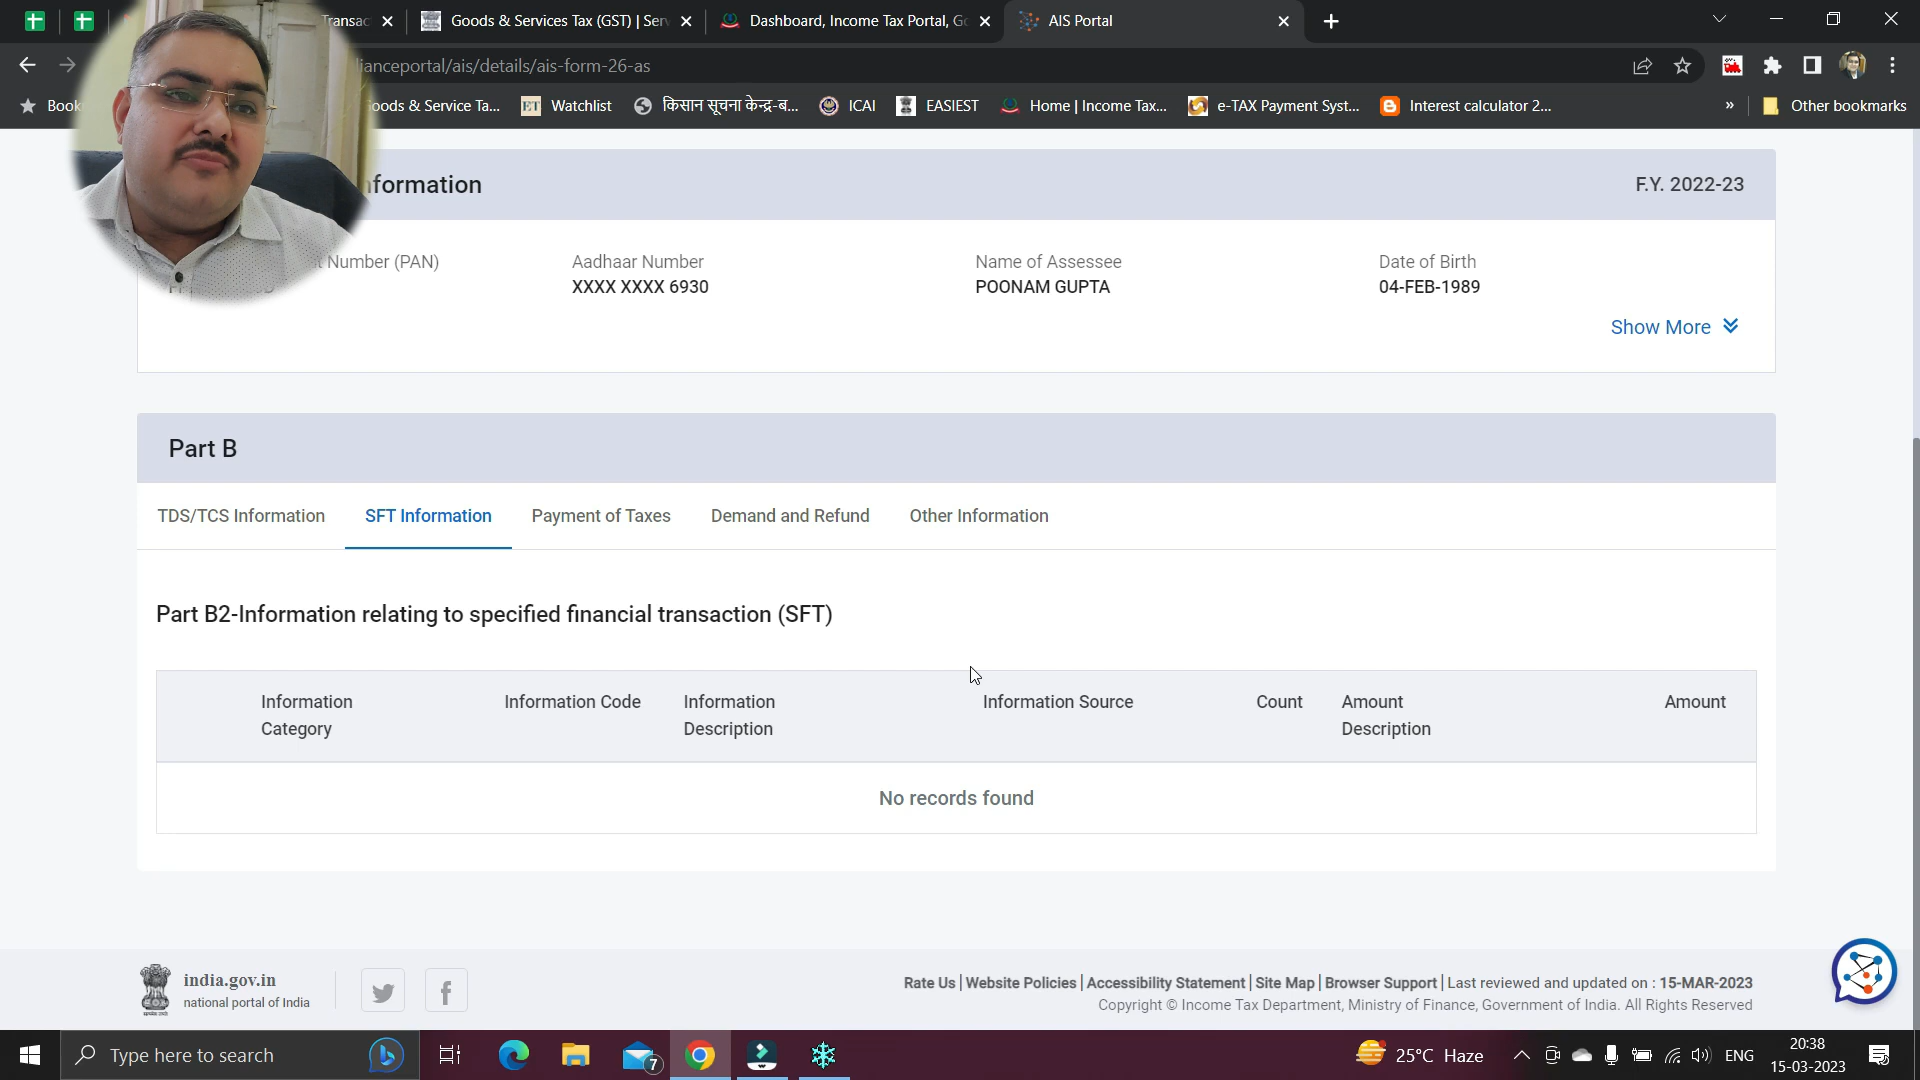 Transac
Goods & Services Tax (GST) | Serv
Dashboard, Income Tax Portal, Go
AIS Portal
lianceportal/ais/details/ais-form-26-as
Book
Goods & Service Ta...
ET Watchlist
किसान सूचना केन्द्र-ब...
ICAI
EASIEST
Home | Income Tax...
e-TAX Payment Syst...
Interest calculator 2...
»
Other bookmarks
nformation
F.Y. 2022-23
t Number (PAN)
Aadhaar Number
Name of Assessee
Date of Birth
XXXX XXXX 6930
POONAM GUPTA
04-FEB-1989
Show More
Part B
TDS/TCS Information
SFT Information
Payment of Taxes
Demand and Refund
Other Information
Part B2-Information relating to specified financial transaction (SFT)
Information Category
Information Code
Information Description
Information Source
Count
Amount Description
Amount
No records found
india.gov.in
national portal of India
Rate Us | Website Policies | Accessibility Statement | Site Map | Browser Support | Last reviewed and updated on : 15-MAR-2023
Copyright © Income Tax Department, Ministry of Finance, Government of India. All Rights Reserved
Type here to search
7
25°C Haze
ENG
20:38
15-03-2023